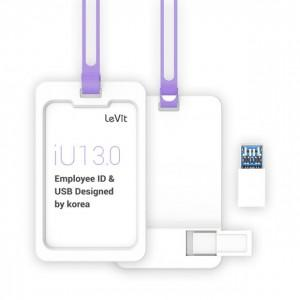 LeVit
iU13.0
Employee ID &
USB Designed
by korea